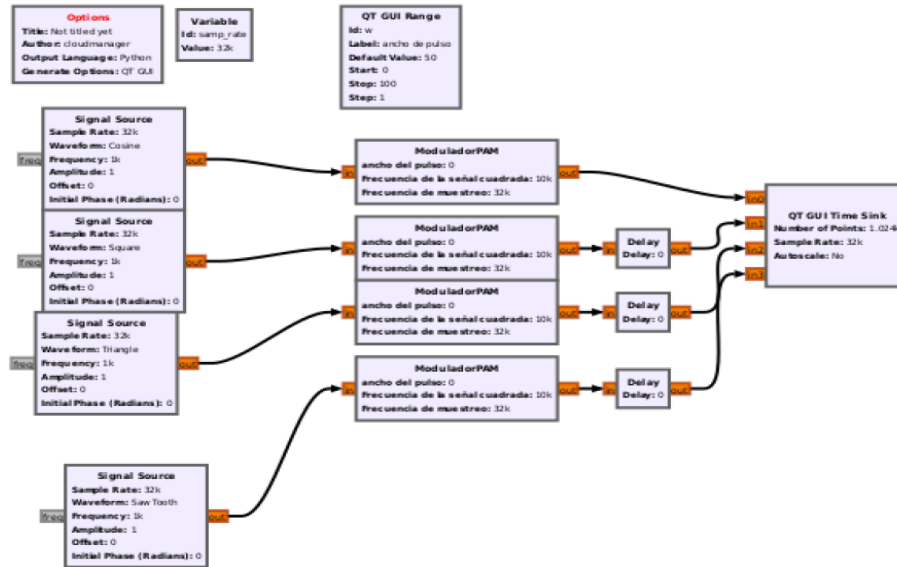 Options
Title: Not titled yet
Author: cloudmanager
Output Language: Python
Generate Options: QT GUI
Variable
Id: samp_rate
Value: 32k
QT GUI Range
Id: w
Label: ancho de pulso
Default Value: 50
Start: 0
Stop: 100
Step: 1
Signal Source
Sample Rate: 32k
Waveform: Cosine
Frequency: 1k
Amplitude: 1
Offset: 0
Initial Phase (Radians): 0
freq
out
Signal Source
Sample Rate: 32k
Waveform: Square
Frequency: 1k
Amplitude: 1
Offset: 0
Initial Phase (Radians): 0
freq
out
Signal Source
Sample Rate: 32k
Waveform: Triangle
Frequency: 1k
Amplitude: 1
Offset: 0
Initial Phase (Radians): 0
freq
out
Signal Source
Sample Rate: 32k
Waveform: Saw Tooth
Frequency: 1k
Amplitude: 1
Offset: 0
Initial Phase (Radians): 0
freq
out
in
ModuladorPAM
ancho del pulso: 0
Frecuencia de la señal cuadrada: 10k
Frecuencia de muestreo: 32k
out
in
ModuladorPAM
ancho del pulso: 0
Frecuencia de la señal cuadrada: 10k
Frecuencia de muestreo: 32k
out
in
ModuladorPAM
ancho del pulso: 0
Frecuencia de la señal cuadrada: 10k
Frecuencia de muestreo: 32k
out
in
ModuladorPAM
ancho del pulso: 0
Frecuencia de la señal cuadrada: 10k
Frecuencia de muestreo: 32k
out
in
Delay
Delay: 0
out
in
Delay
Delay: 0
out
in
Delay
Delay: 0
out
in0
in1
in2
in3
QT GUI Time Sink
Number of Points: 1.024k
Sample Rate: 32k
Autoscale: No